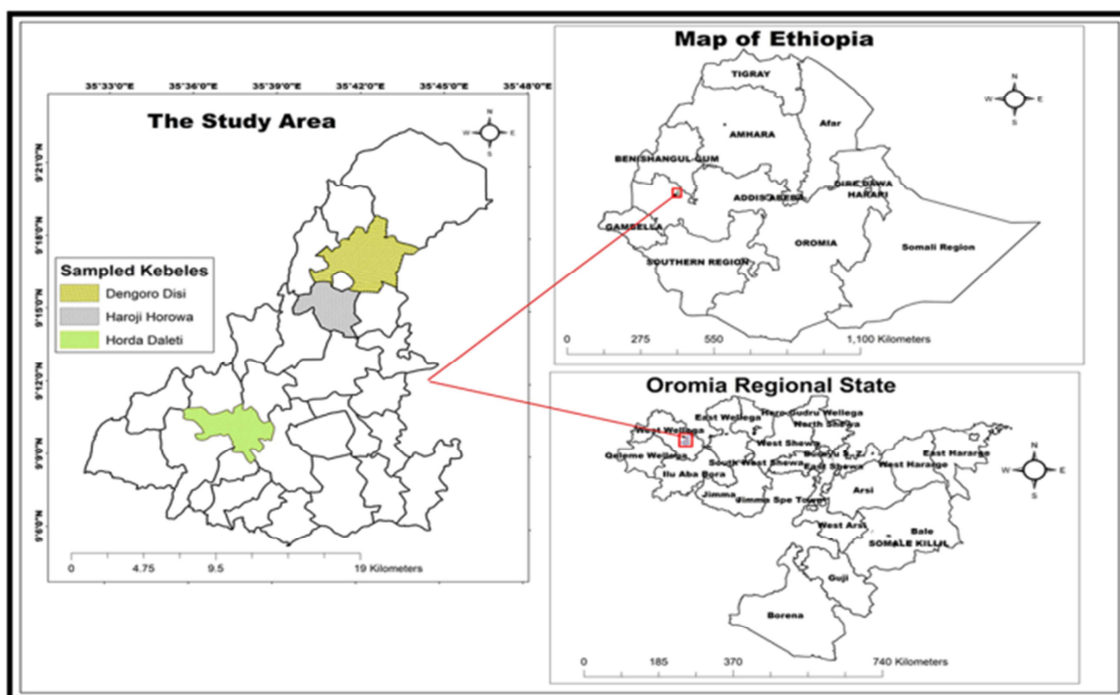 35°33'0"E 35°36'0"E 35°39'0"E 35°42'0"E 35°45'0"E 35°48'0"E
The Study Area
N
W E
S
9°21'0"N
9°18'0"N
9°15'0"N
9°12'0"N
9°9'0"N
9°6'0"N
Sampled Kebeles
Dengoro Disi
Haroji Horowa
Horda Daleti
0 4.75 9.5 19 Kilometers
Map of Ethiopia
TIGRAY
N
W E
S
Afar
AMHARA
BENISHANGUL GUM
DIRE DAWA
HARARI
ADDIS ABEBA
GAMBELLA
OROMIA
Somali Region
SOUTHERN REGION
0 275 550 1,100 Kilometers
Oromia Regional State
East Wellega Horo Gudru Wellega
North Shewa
West Wellega
West Shewa
N
W E
S
Qeleme Wellega
East Hararge
South West Shewa East Shewa West Hararge
Ilu Aba Bora
Jimma Jimma Spe Town
Arsi
West Arsi
Bale
SOMALE KILLIL
Guji
Borena
0 185 370 740 Kilometers